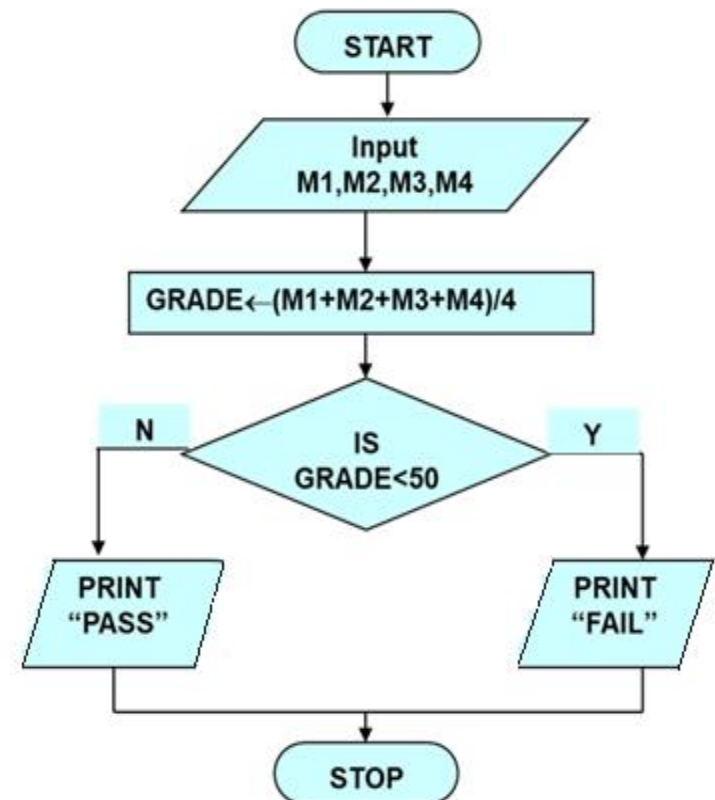 START
Input
M1,M2,M3,M4
GRADE←(M1+M2+M3+M4)/4
N
Y
IS
GRADE<50
PRINT
“PASS”
PRINT
“FAIL”
STOP